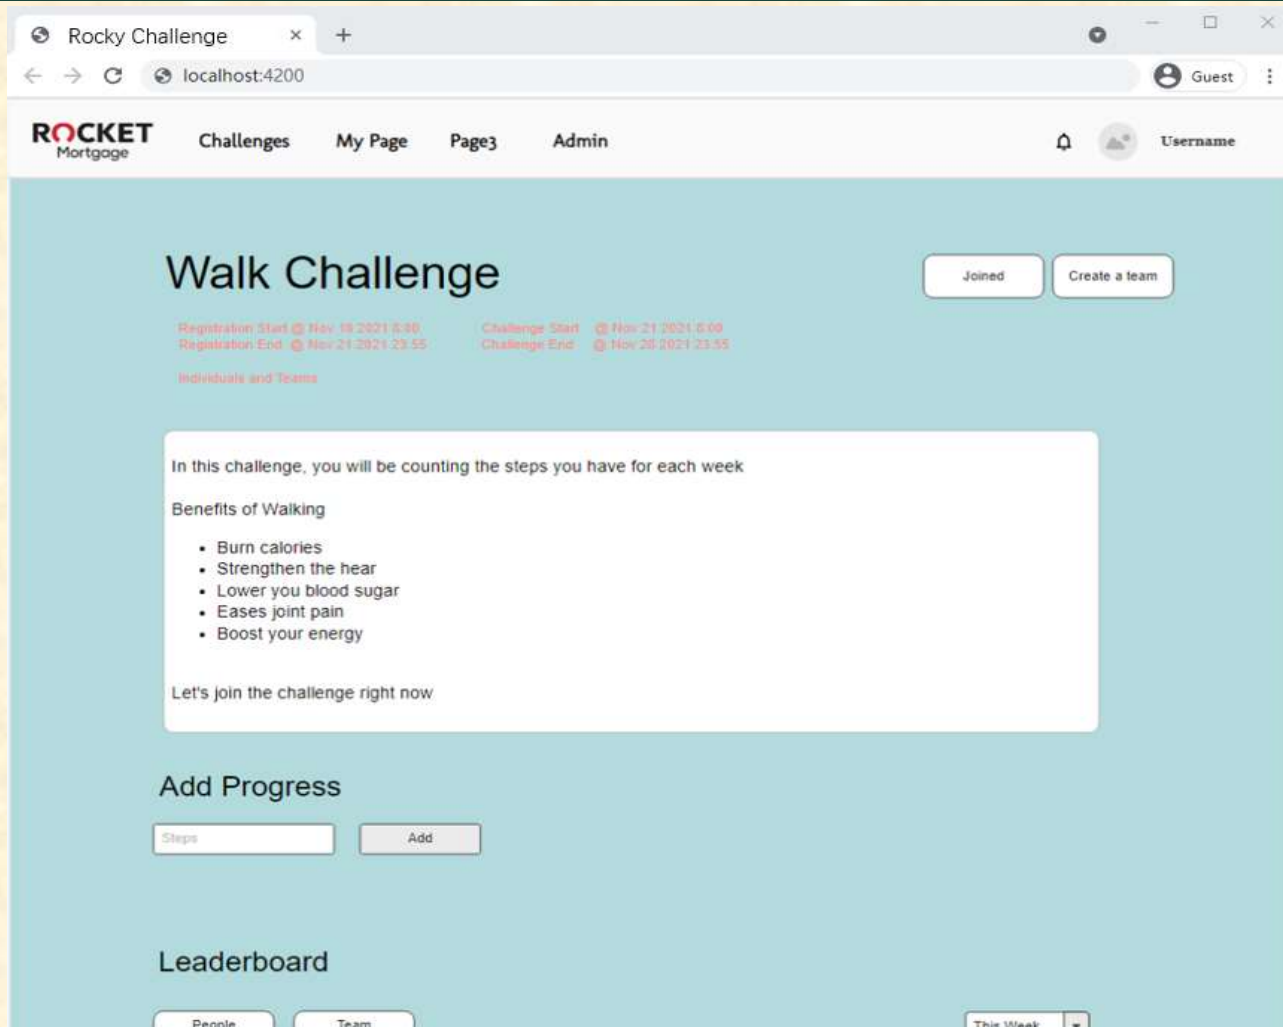 Rocky Challenge
localhost:4200
Guest
ROCKET
Mortgage
Challenges My Page Page3 Admin
Username
Walk Challenge
Joined Create a team
Registration Start @ Nov 18 2021 8:00 Challenge Start @ Nov 21 2021 8:00
Registration End @ Nov 21 2021 23:55 Challenge End @ Nov 28 2021 23:55
Individuals and Teams
In this challenge, you will be counting the steps you have for each week
Benefits of Walking
• Burn calories
• Strengthen the hear
• Lower you blood sugar
• Eases joint pain
• Boost your energy
Let's join the challenge right now
Add Progress
Steps Add
Leaderboard
People Team This Week